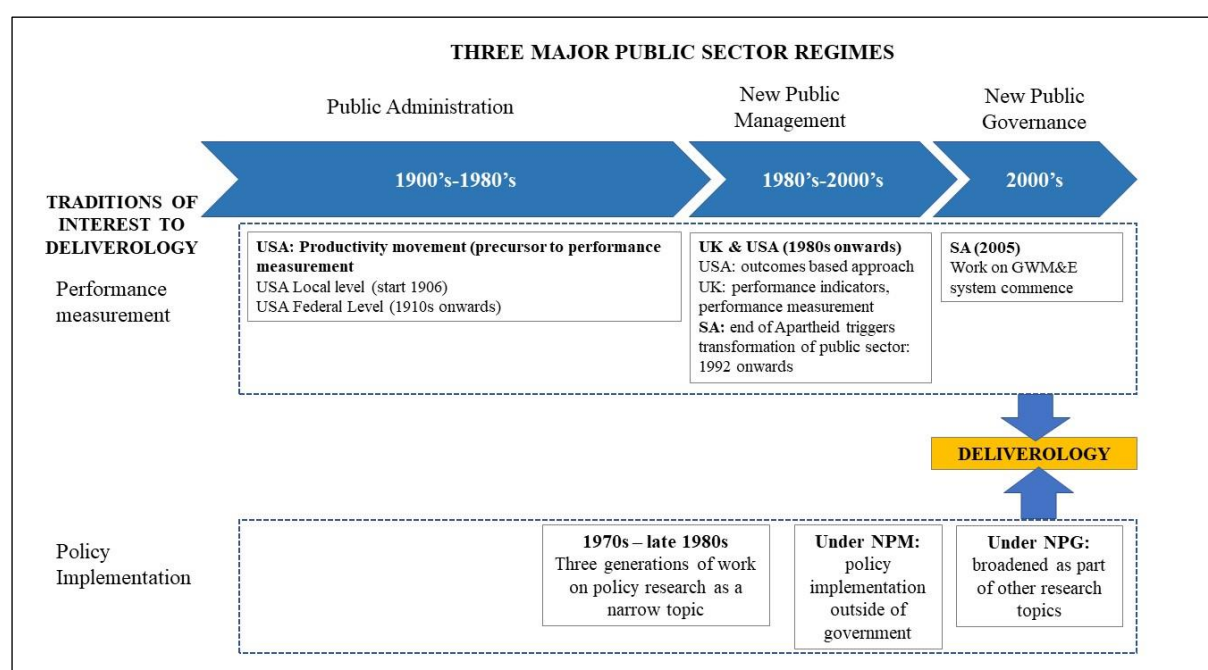 THREE MAJOR PUBLIC SECTOR REGIMES
Public Administration
New Public
Management
New Public
Governance
1900’s-1980’s
1980’s-2000’s
2000’s
TRADITIONS OF
INTEREST TO
DELIVEROLOGY
Performance
measurement
USA: Productivity movement (precursor to performance
measurement
USA Local level (start 1906)
USA Federal Level (1910s onwards)
UK & USA (1980s onwards)
USA: outcomes based approach
UK: performance indicators,
performance measurement
SA: end of Apartheid triggers
transformation of public sector:
1992 onwards
SA (2005)
Work on GWM&E
system commence
DELIVEROLOGY
Policy
Implementation
1970s – late 1980s
Three generations of work
on policy research as a
narrow topic
Under NPM:
policy
implementation
outside of
government
Under NPG:
broadened as part
of other research
topics